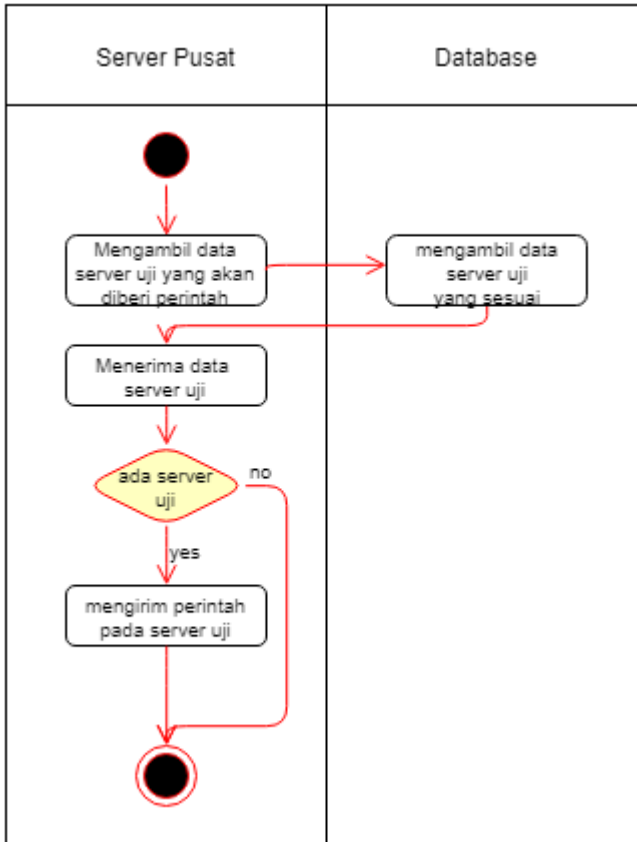 Server Pusat
Database
Mengambil data
server uji yang akan
diberi perintah
mengambil data
server uji
yang sesuai
Menerima data
server uji
ada server
uji
no
yes
mengirim perintah
pada server uji